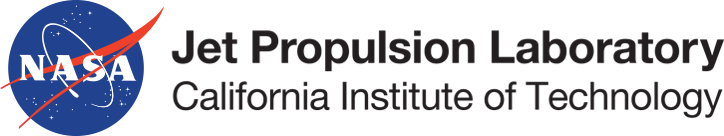 NASA
Jet Propulsion Laboratory
California Institute of Technology